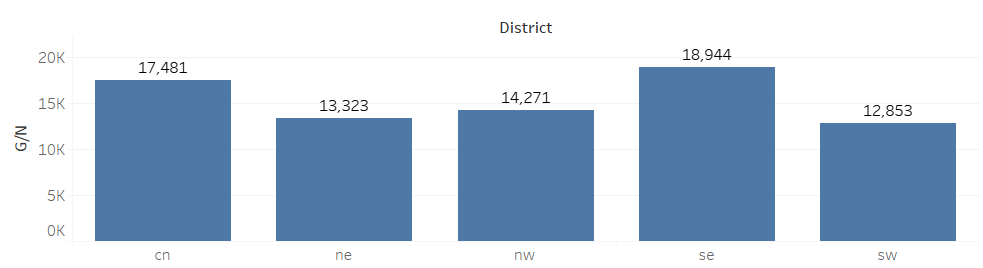 District
20K
15K
10K
5K
0K
G/N
17,481
13,323
14,271
18,944
12,853
cn
ne
nw
se
sw